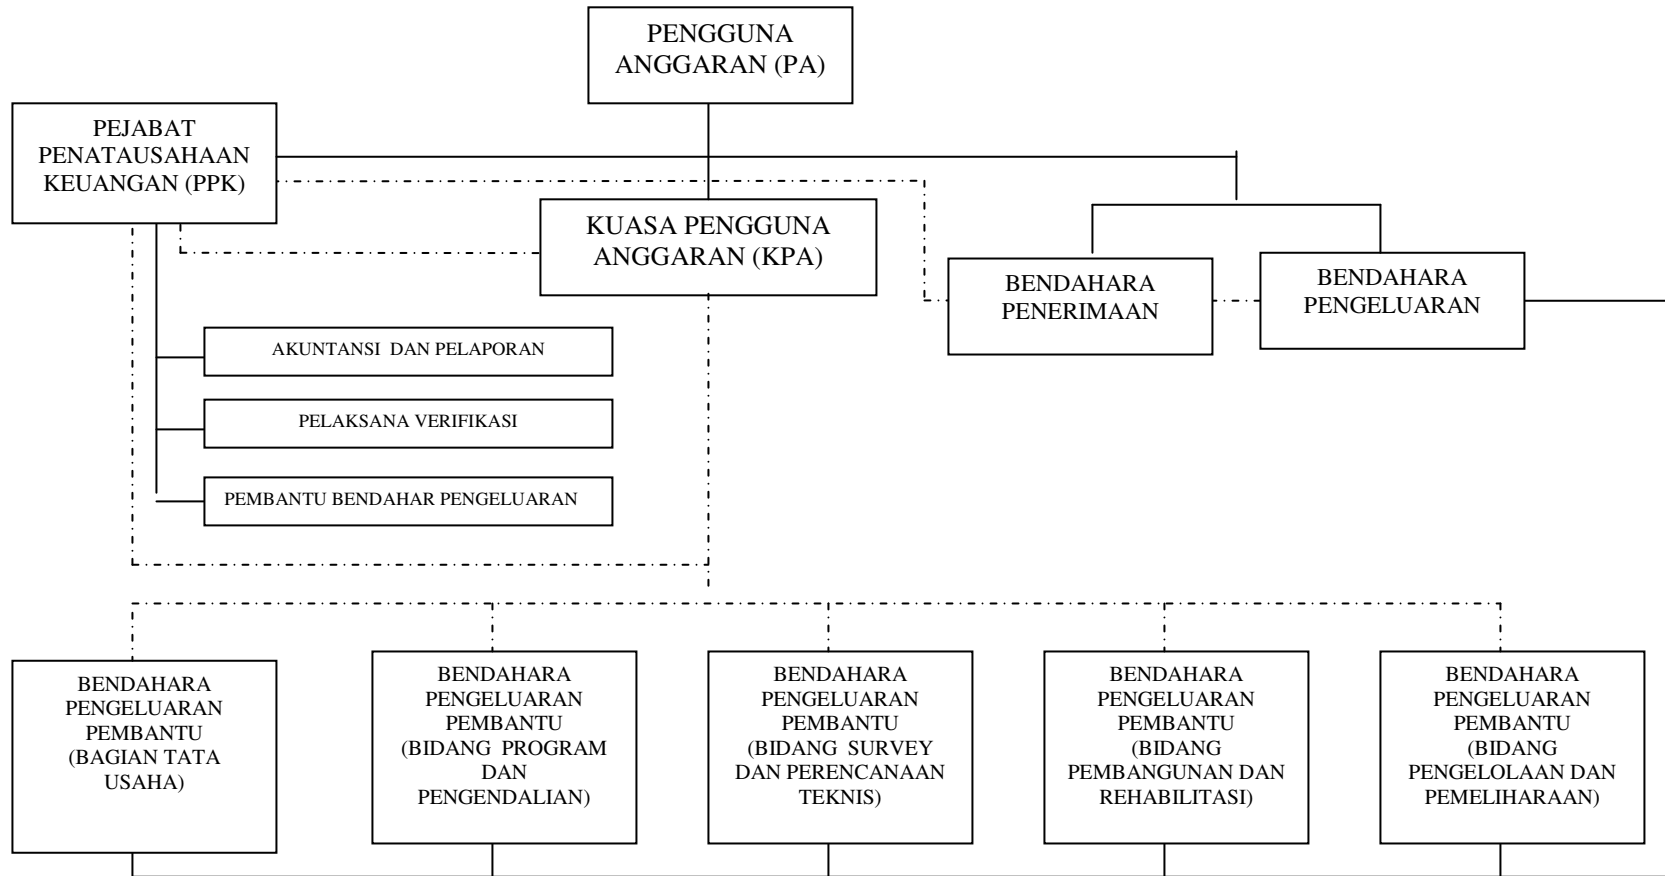 PENGGUNA
ANGGARAN (PA)
PEJABAT
PENATAUSAHAAN
KEUANGAN (PPK)
KUASA PENGGUNA
ANGGARAN (KPA)
BENDAHARA
PENERIMAAN
BENDAHARA
PENGELUARAN
AKUNTANSI DAN PELAPORAN
PELAKSANA VERIFIKASI
PEMBANTU BENDAHAR PENGELUARAN
BENDAHARA
PENGELUARAN
PEMBANTU
(BAGIAN TATA
USAHA)
BENDAHARA
PENGELUARAN
PEMBANTU
(BIDANG PROGRAM
DAN
PENGENDALIAN)
BENDAHARA
PENGELUARAN
PEMBANTU
(BIDANG SURVEY
DAN PERENCANAAN
TEKNIS)
BENDAHARA
PENGELUARAN
PEMBANTU
(BIDANG
PEMBANGUNAN DAN
REHABILITASI)
BENDAHARA
PENGELUARAN
PEMBANTU
(BIDANG
PENGELOLAAN DAN
PEMELIHARAAN)